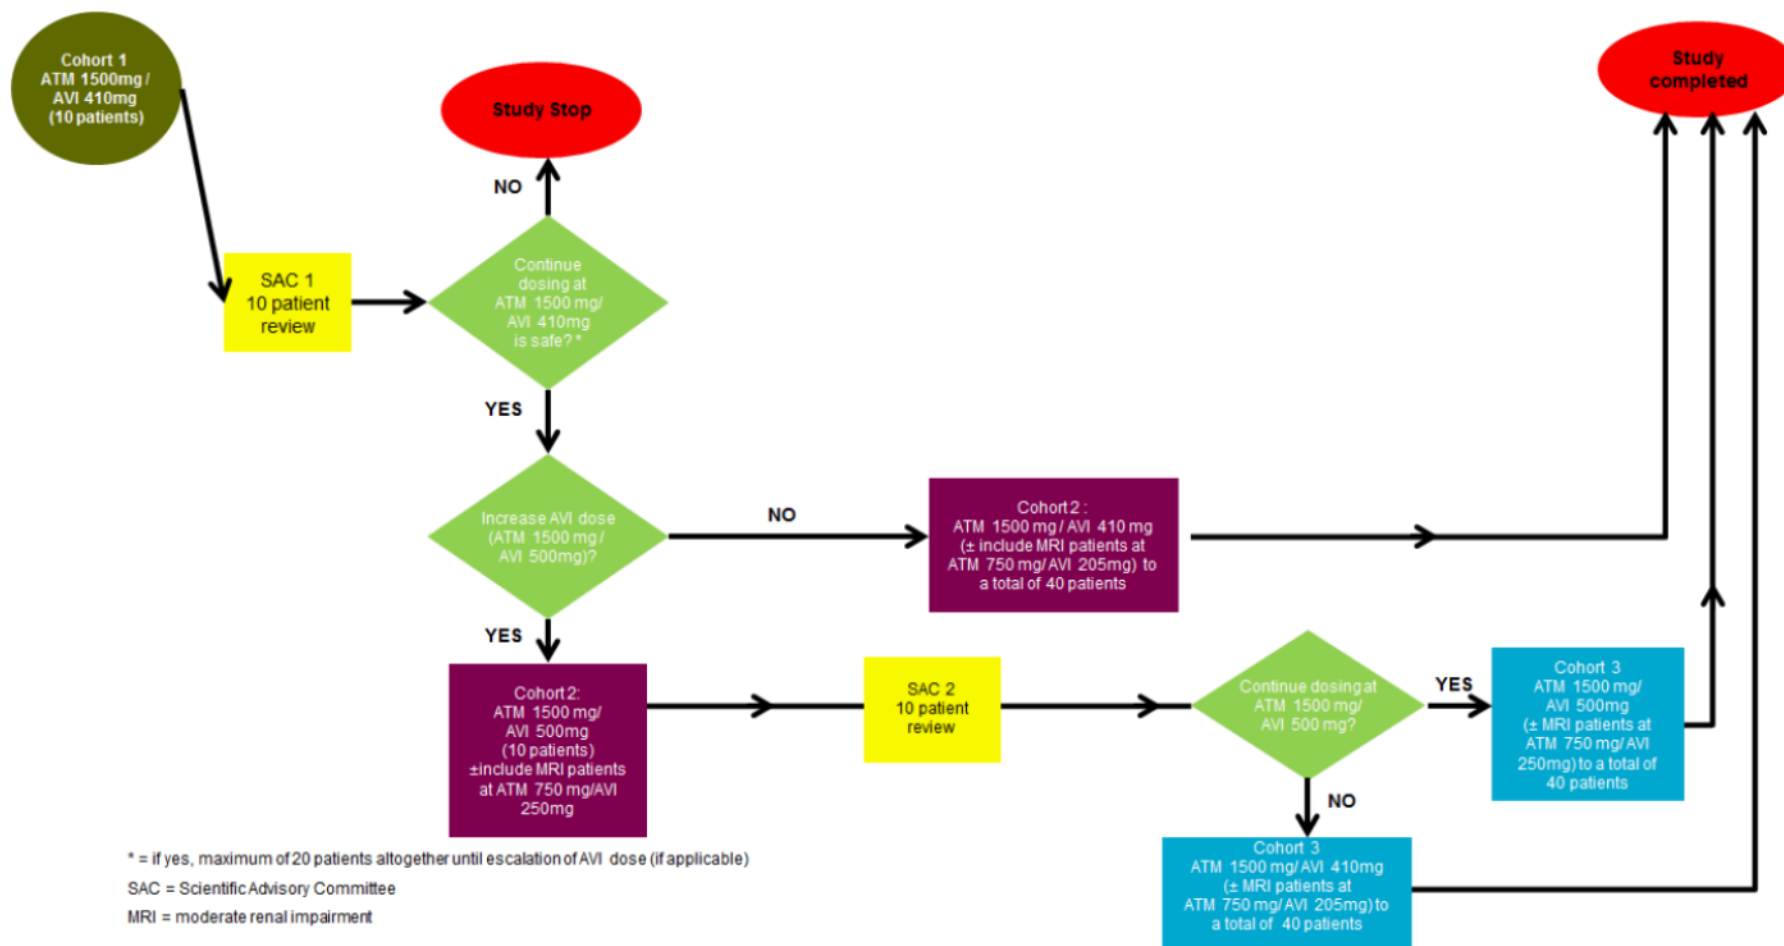 Cohort 1
ATM 1500mg /
AVI 410mg
(10 patients)
Study Stop
Study
completed
NO
SAC 1
10 patient
review
Continue
dosing at
ATM 1500 mg/
AVI 410mg
is safe? *
YES
Increase AVI dose
(ATM 1500 mg /
AVI 500mg)?
NO
Cohort 2 :
ATM 1500 mg / AVI 410 mg
(± include MRI patients at
ATM 750 mg/AVI 205mg) to
a total of 40 patients
YES
Cohort 2:
ATM 1500 mg/
AVI 500mg
(10 patients)
±include MRI patients
at ATM 750 mg/AVI
250mg
SAC 2
10 patient
review
Continue dosing at
ATM 1500 mg/
AVI 500 mg?
YES
Cohort 3
ATM 1500 mg/
AVI 500mg
(± MRI patients at
ATM 750 mg/AVI
250mg) to a total of
40 patients
NO
Cohort 3
ATM 1500 mg/AVI 410mg
(± MRI patients at
ATM 750 mg/AVI 205mg) to
a total of 40 patients
* = if yes, maximum of 20 patients altogether until escalation of AVI dose (if applicable)
SAC = Scientific Advisory Committee
MRI = moderate renal impairment